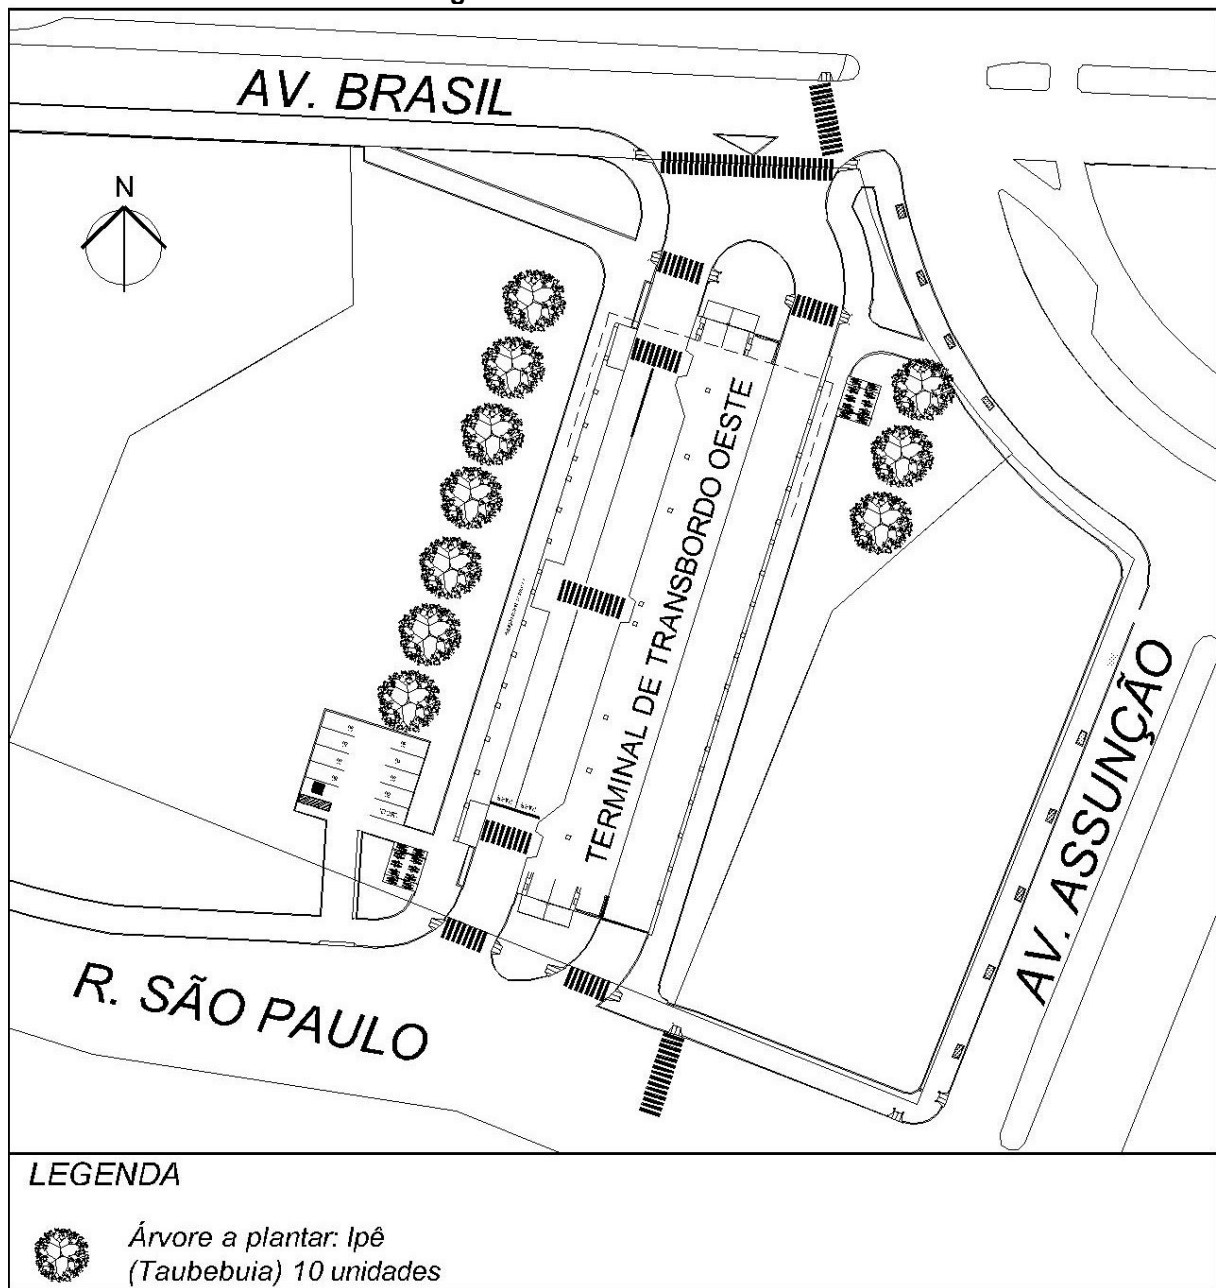 AV. BRASIL
N
TERMINAL DE TRANSBORDO OESTE
AV. ASSUNÇÃO
R. SÃO PAULO
LEGENDA
Árvore a plantar: Ipê
(Taubebuia) 10 unidades